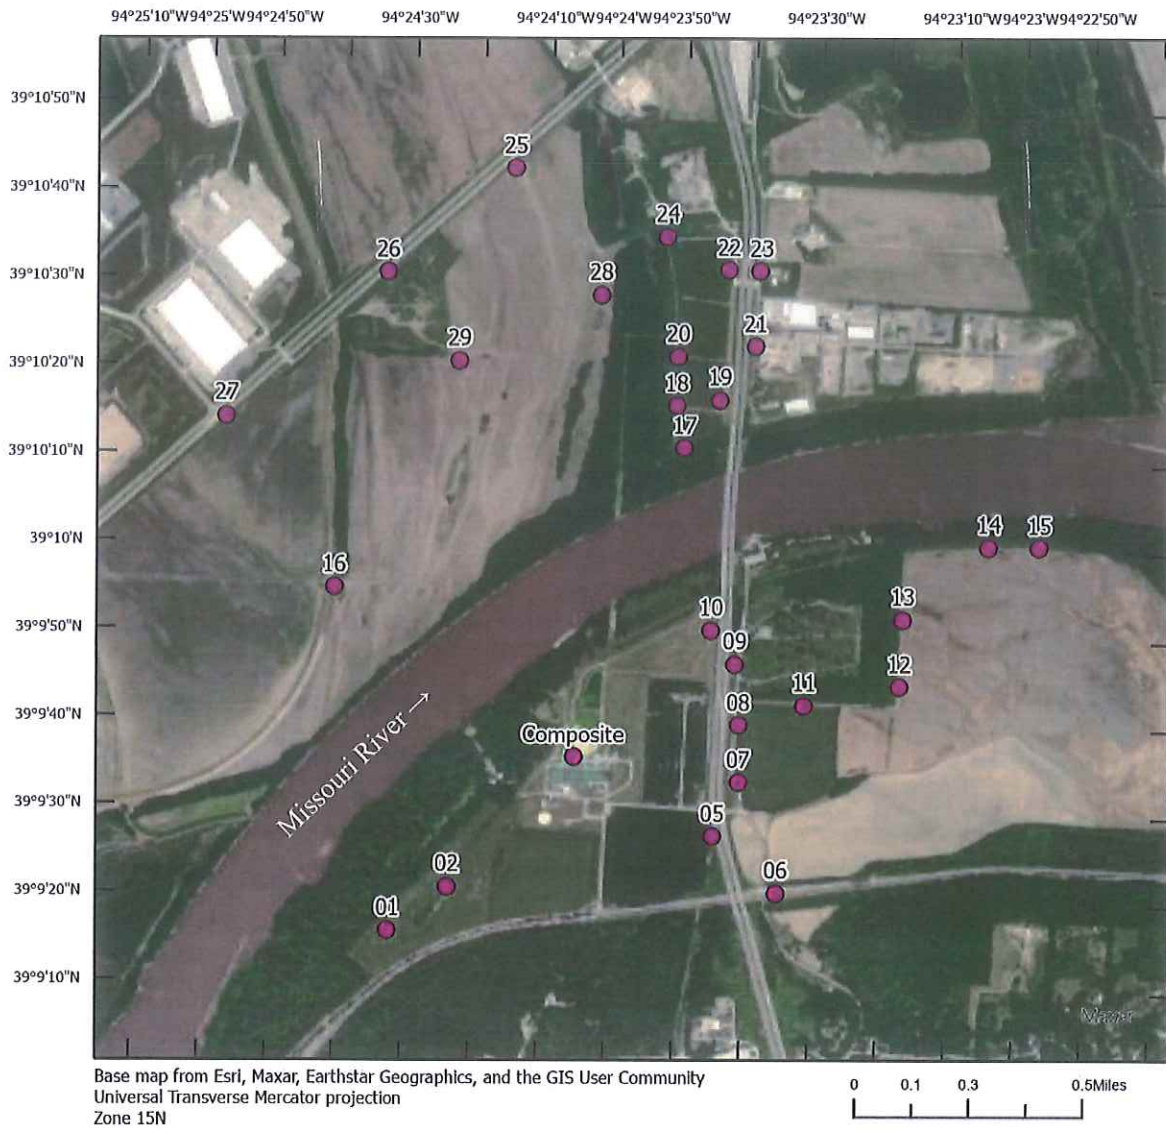 94°25'10"W94°25'W94°24'50"W 94°24'30"W 94°24'10"W94°24'W94°23'50"W 94°23'30"W 94°23'10"W94°23'W94°22'50"W
39°10'50"N
25
39°10'40"N
24
26 22 23
39°10'30"N
28
21
29 20
39°10'20"N
27 18 19
17
39°10'10"N
39°10'N
14 15
16
39°9'50"N
10 13
09
12
11
39°9'40"N
08
Composite
07
Missouri River →
39°9'30"N
05
02 06
39°9'20"N
01
39°9'10"N
Maxar
Base map from Esri, Maxar, Earthstar Geographics, and the GIS User Community
Universal Transverse Mercator projection
Zone 15N
0 0.1 0.3 0.5Miles